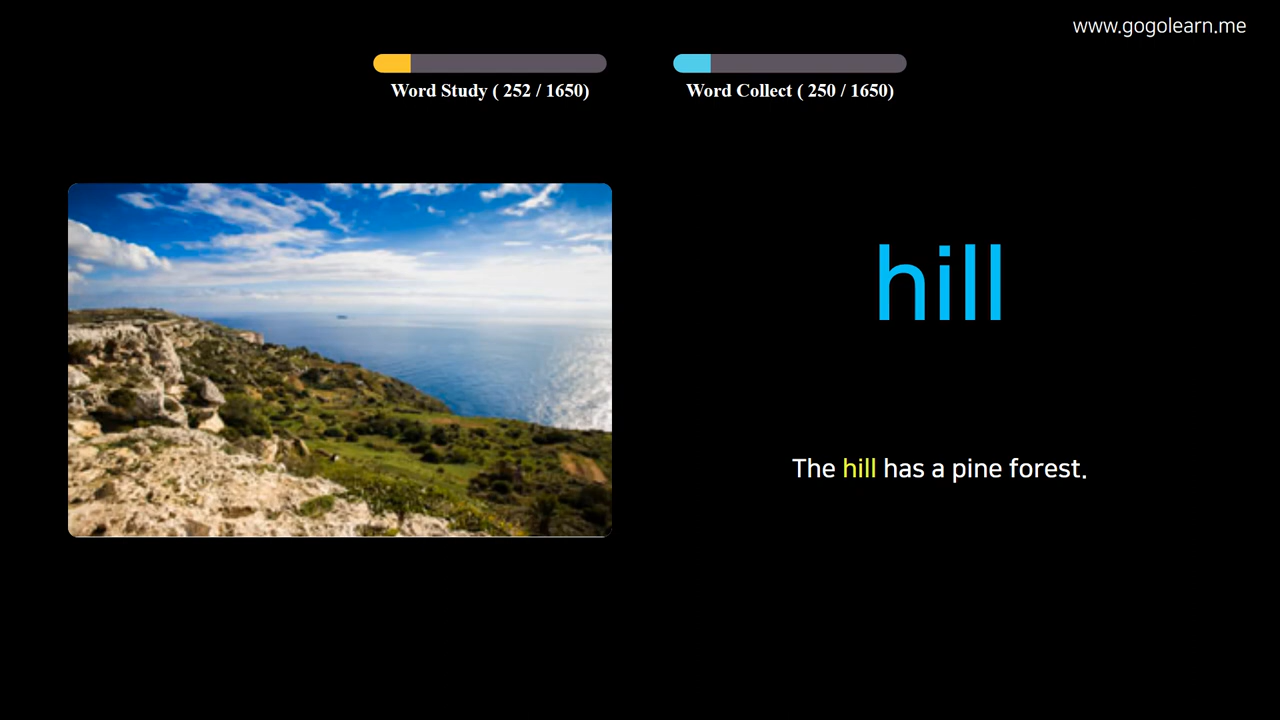 www.gogolearn.me
Word Study ( 252 / 1650)
Word Collect ( 250 / 1650)
hill
The hill has a pine forest.